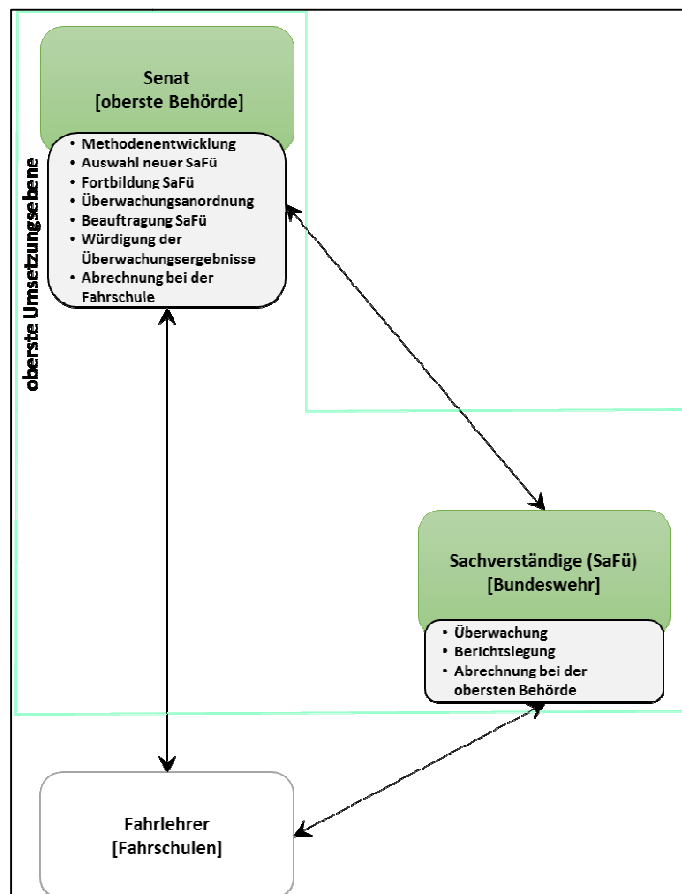 Senat
[oberste Behörde]
• Methodenentwicklung
• Auswahl neuer SaFü
• Fortbildung SaFü
• Überwachungsanordnung
• Beauftragung SaFü
• Würdigung der
Überwachungsergebnisse
• Abrechnung bei der
Fahrschule
oberste Umsetzungsebene
Sachverständige (SaFü)
[Bundeswehr]
• Überwachung
• Berichtslegung
• Abrechnung bei der
obersten Behörde
Fahrlehrer
[Fahrschulen]